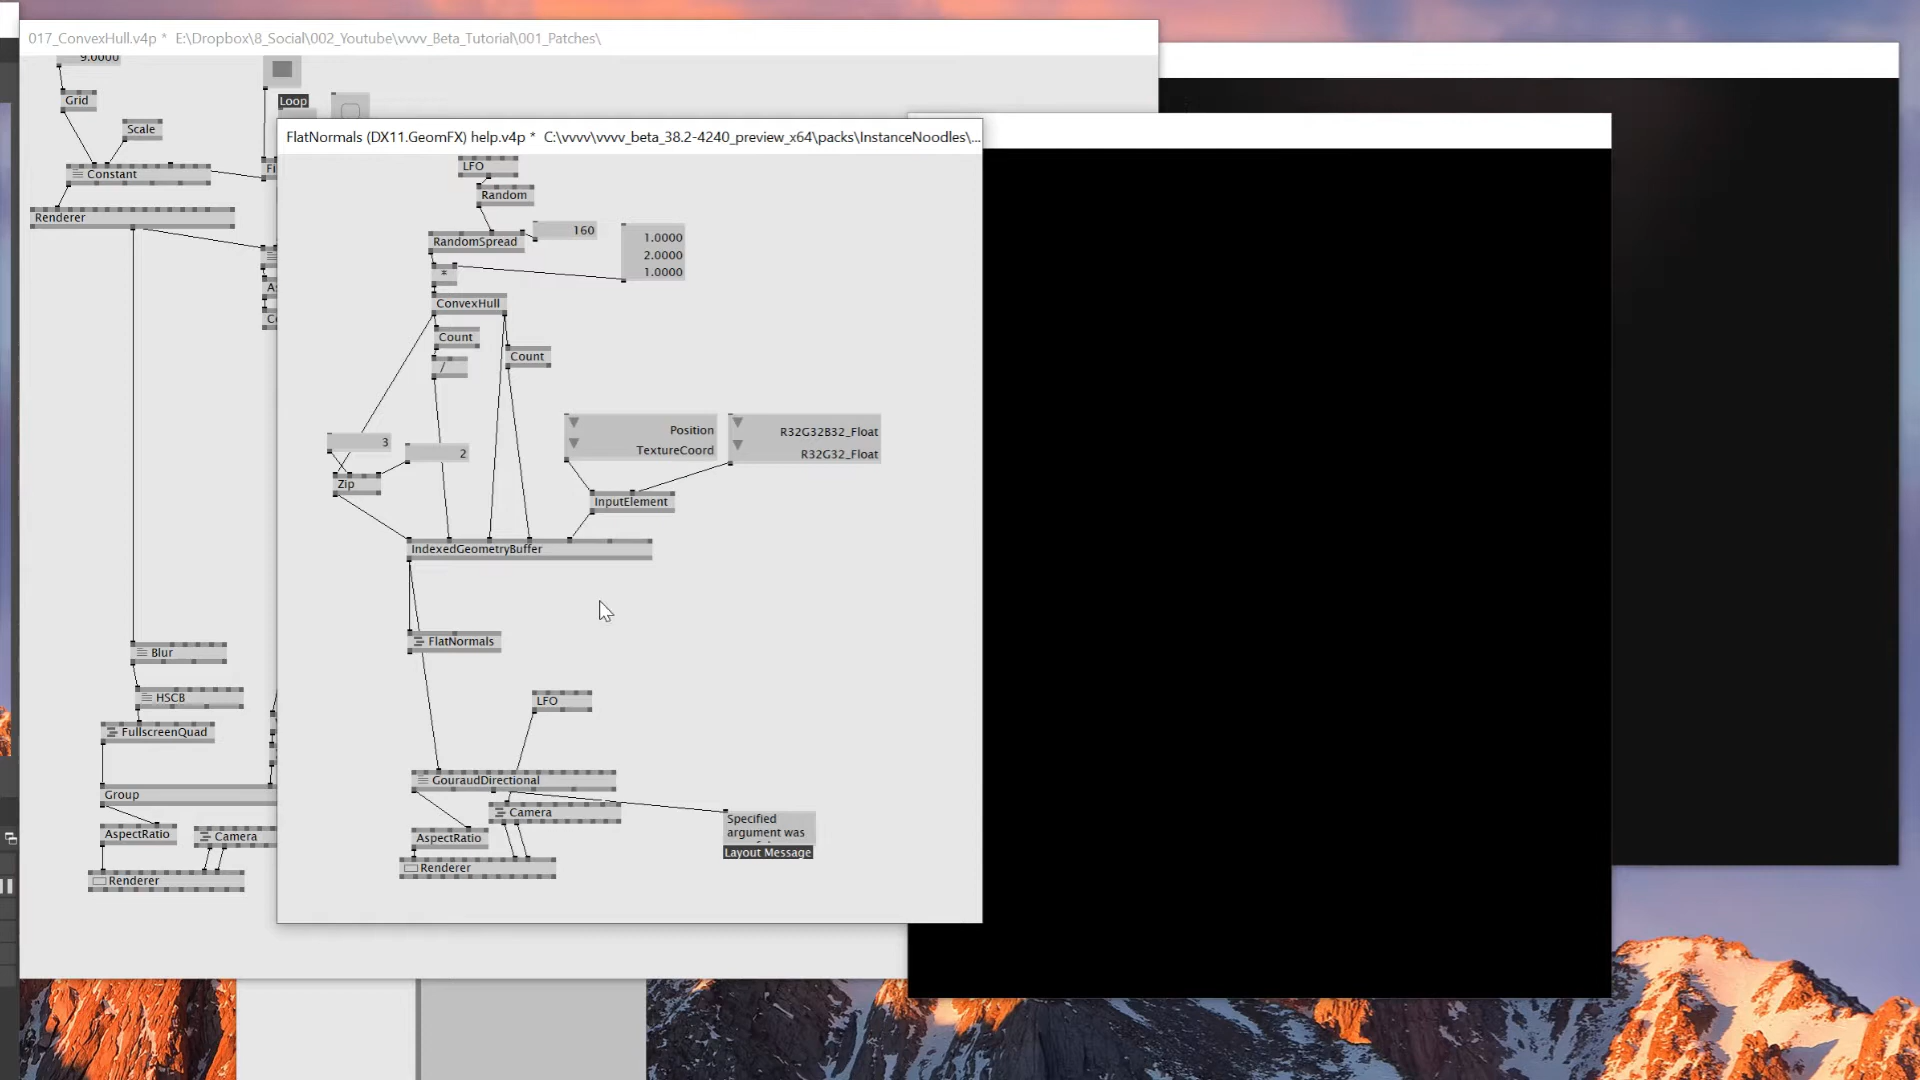 017_ConvexHull.v4p *  E:\Dropbox\8_Social\002_Youtube\vvvv_Beta_Tutorial\001_Patches\
9.0000
Grid
Loop
Scale
Constant
Renderer
Blur
HSCB
FullscreenQuad
Group
AspectRatio
Camera
Renderer
FlatNormals (DX11.GeomFX) help.v4p *  C:\vvvv\vvvv_beta_38.2-4240_preview_x64\packs\InstanceNoodles\...
LFO
Random
160
RandomSpread
1.0000
2.0000
1.0000
*
ConvexHull
Count
Count
/
3
2
Zip
Position
TextureCoord
R32G32B32_Float
R32G32_Float
InputElement
IndexedGeometryBuffer
FlatNormals
LFO
GouraudDirectional
Camera
Specified
argument was
Layout Message
AspectRatio
Renderer